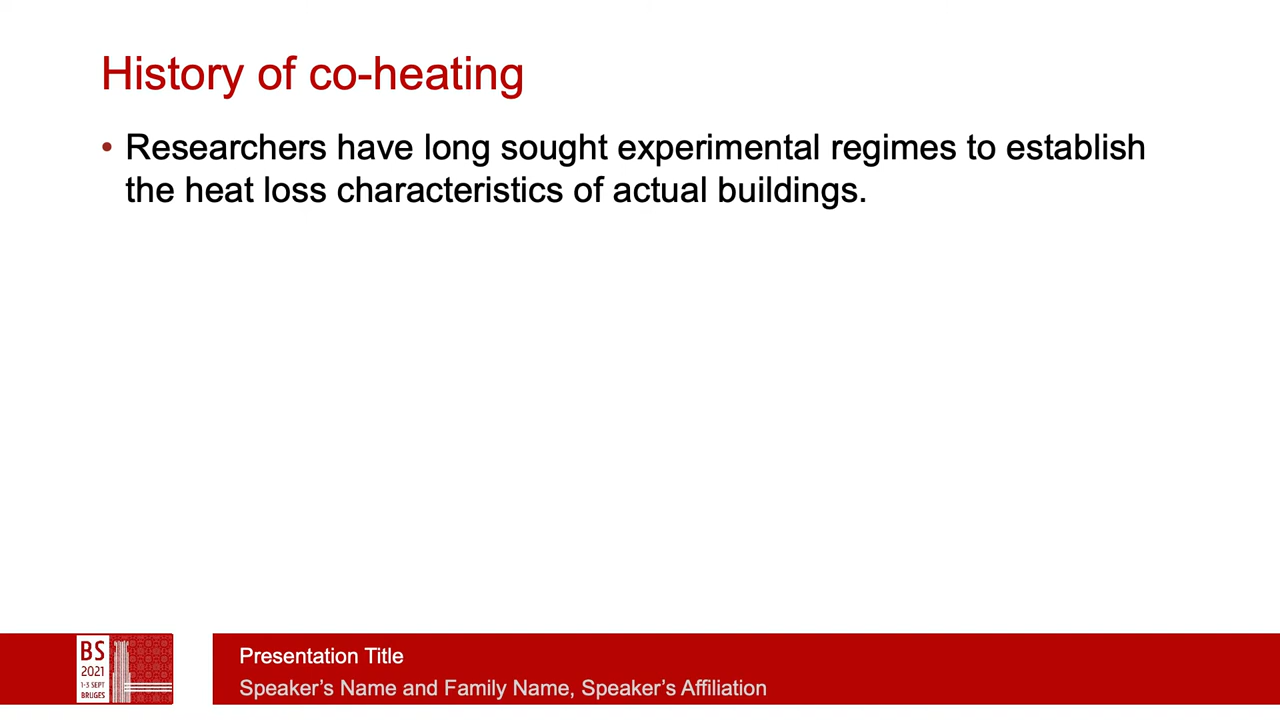 History of co-heating
• Researchers have long sought experimental regimes to establish
the heat loss characteristics of actual buildings.
BS
2021
1-3 SEPT
BRUGES
Presentation Title
Speaker's Name and Family Name, Speaker's Affiliation